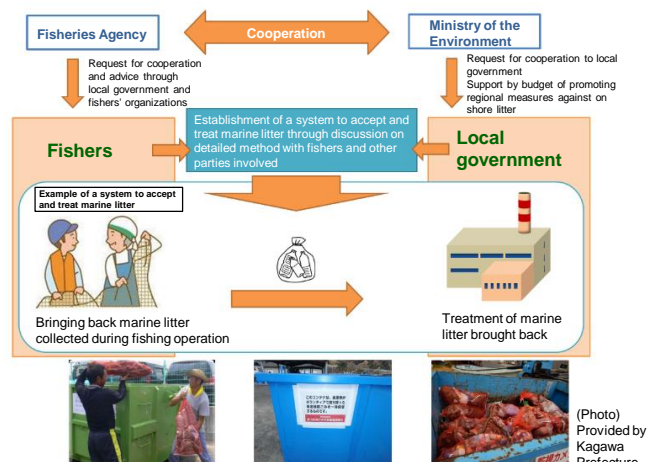 Fisheries Agency
Cooperation
Ministry of the
Environment
Request for cooperation
and advice through
local government and
fishers' organizations
Request for cooperation to local
government
Support by budget of promoting
regional measures against on
shore litter
Establishment of a system to accept and
treat marine litter through discussion on
detailed method with fishers and other
parties involved
Fishers
Local
government
Example of a system to accept
and treat marine litter
Bringing back marine litter
collected during fishing operation
Treatment of marine
litter brought back
(Photo)
Provided by
Kagawa
Prefecture